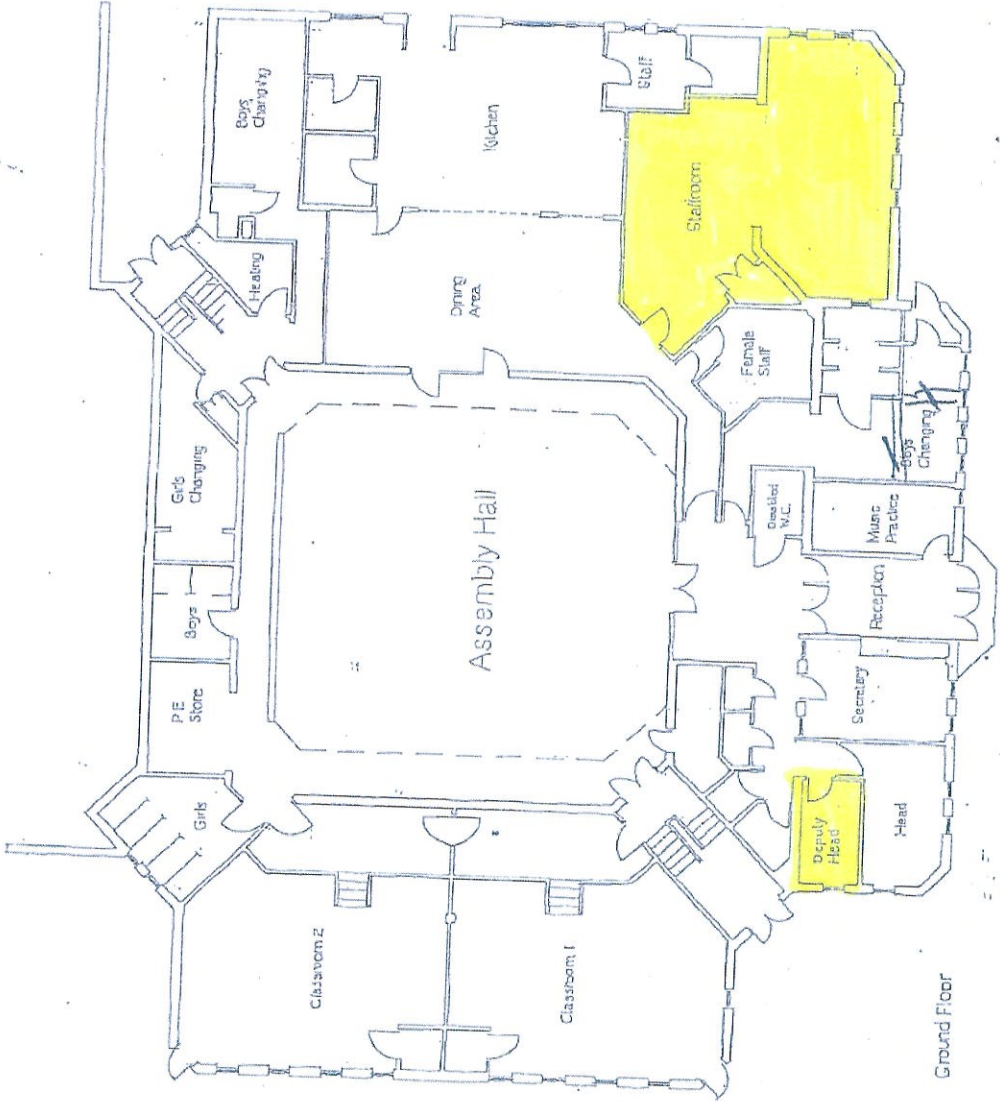 Girls
PE
Store
Boys
Girls
Changing
Heating
Boys
Changing
Classroom 2
Assembly Hall
Dining
Area
Kitchen
Classroom 1
Staff
Staffroom
Female
Staff
Disabled
W.C.
Deputy
Head
Secretary
Reception
Music
Practice
Head
Boys
Changing
Ground Floor